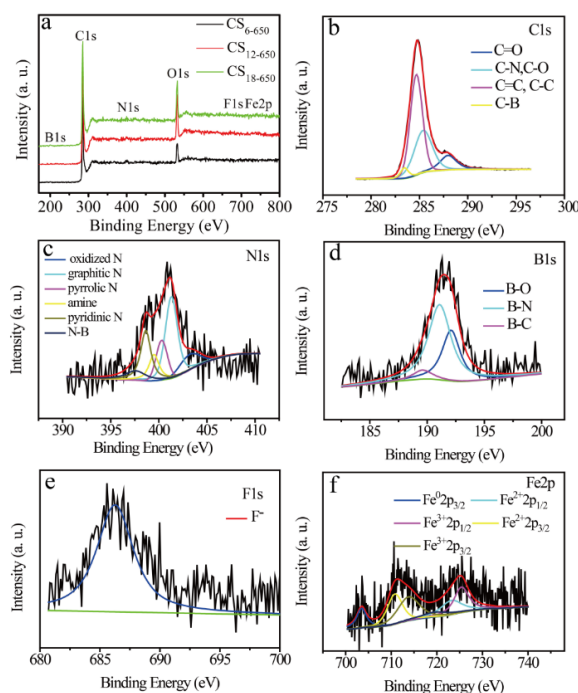 a
C1s
CS6-650
CS12-650
CS18-650
O1s
N1s
F1s Fe2p
B1s
Intensity (a. u.)
200 300 400 500 600 700 800
Binding Energy (eV)
b
C1s
C=O
C-N,C-O
C=C, C-C
C-B
Intensity (a. u.)
275 280 285 290 295 300
Binding Energy (eV)
c
N1s
oxidized N
graphitic N
pyrrolic N
amine
pyridinic N
N-B
Intensity (a. u.)
390 395 400 405 410
Binding Energy (eV)
d
B1s
B-O
B-N
B-C
Intensity (a. u.)
185 190 195 200
Binding Energy (eV)
e
F1s
F⁻
Intensity (a. u.)
680 685 690 695 700
Binding Energy (eV)
f
Fe2p
Fe⁰2p3/2
Fe²⁺2p1/2
Fe³⁺2p1/2
Fe²⁺2p3/2
Fe³⁺2p3/2
Intensity (a. u.)
700 710 720 730 740
Binding Energy (eV)